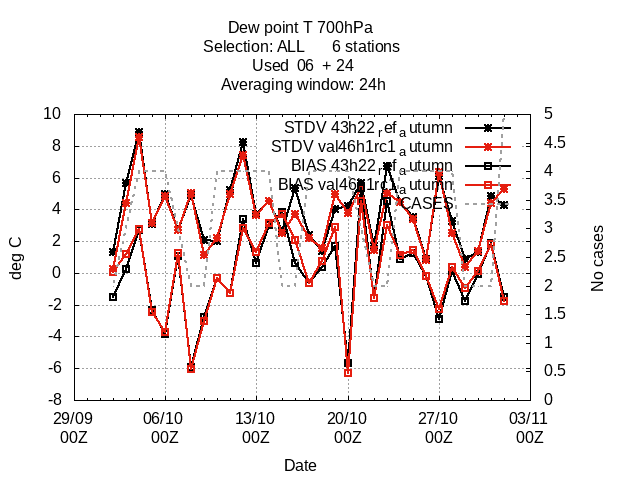 Dew point T 700hPa
Selection: ALL 6 stations
Used 06 + 24
Averaging window: 24h
STDV 43h22_ref_autumn
STDV val46h1rc1_autumn
BIAS 43h22_ref_autumn
BIAS val46h1rc1_autumn
CASES
10
8
6
4
2
0
-2
-4
-6
-8
5
4.5
4
3.5
3
2.5
2
1.5
1
0.5
0
deg C
No cases
29/09 06/10 13/10 20/10 27/10 03/11
00Z 00Z 00Z 00Z 00Z 00Z
Date